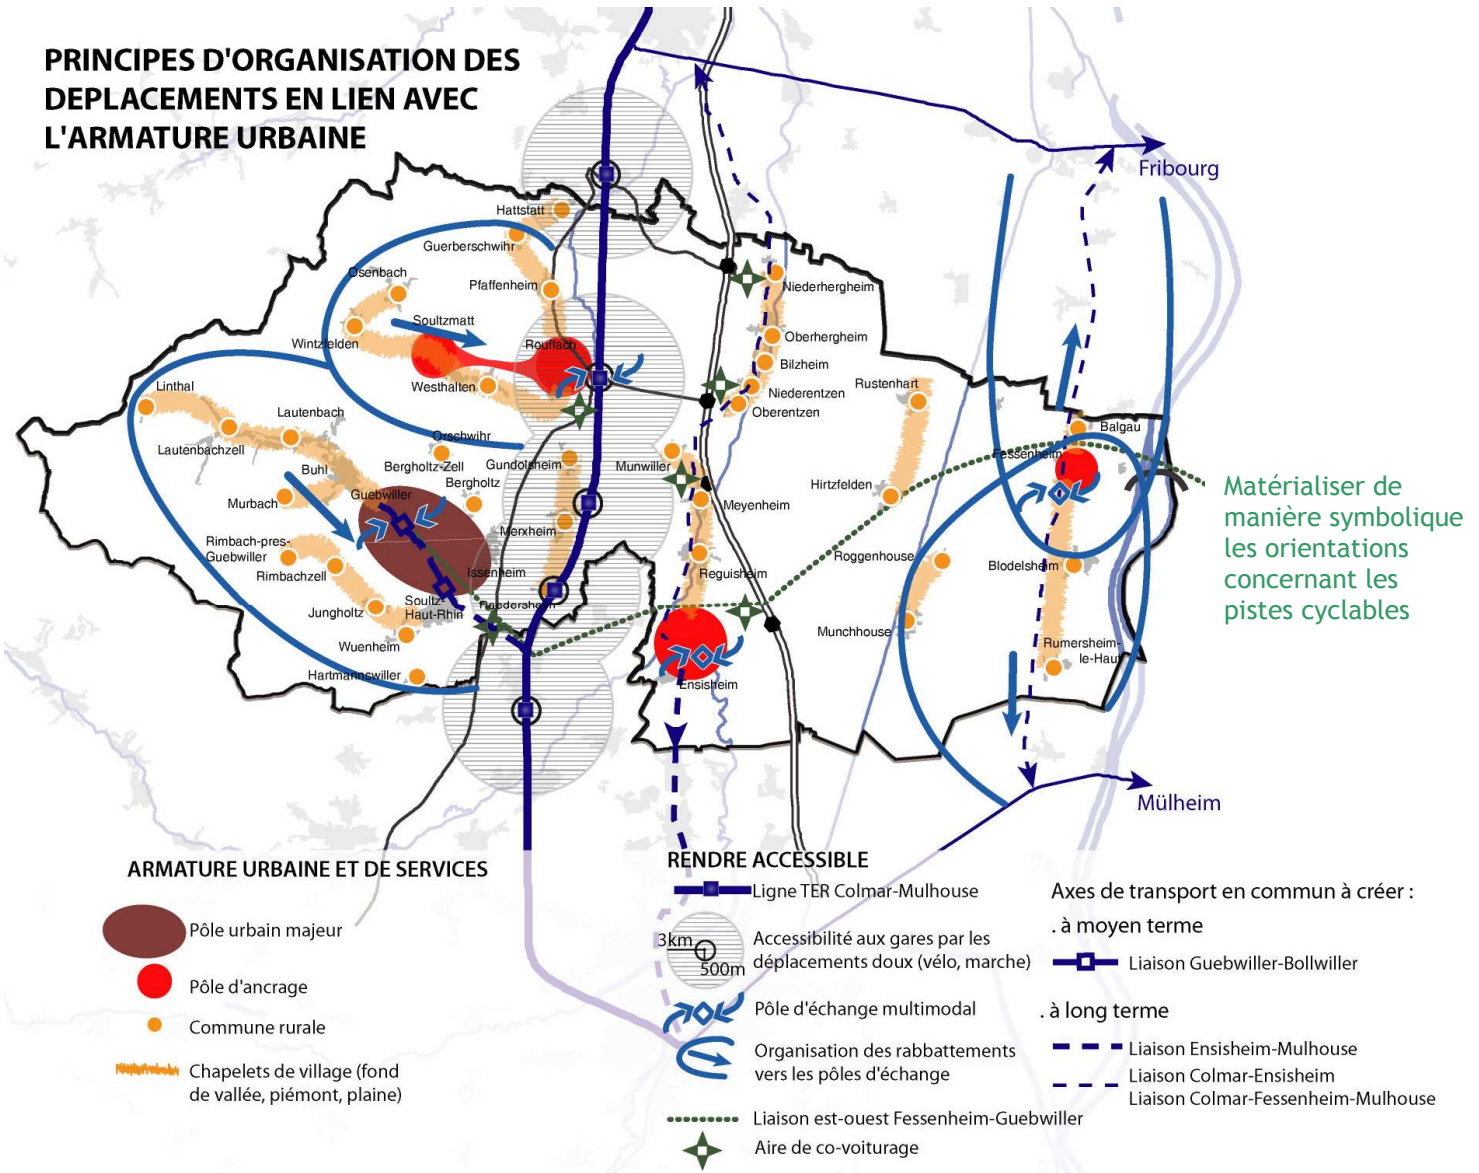 PRINCIPES D'ORGANISATION DES
DEPLACEMENTS EN LIEN AVEC
L'ARMATURE URBAINE
Fribourg
Hattstatt
Guerberschwihr
Osenbach
Pfaffenheim
Niederhergheim
Soultzmatt
Wintzfelden
Rouffach
Oberhergheim
Bilzheim
Linthal
Westhalten
Niederentzen
Rustenhart
Lautenbach
Oberentzen
Balgau
Orschwihr
Lautenbachzell
Fessenheim
Buhl
Bergholtz-Zell
Gundolsheim
Munwiller
Bergholtz
Hirtzfelden
Guebwiller
Murbach
Meyenheim
Merxheim
Rimbach-pres-
Guebwiller
Roggenhouse
Rimbachzell
Issenheim
Reguisheim
Blodelsheim
Soultz-
Haut-Rhin
Raedersheim
Jungholtz
Munchhouse
Wuenheim
Rumersheim-
le-Haut
Hartmannswiller
Ensisheim
Matérialiser de
manière symbolique
les orientations
concernant les
pistes cyclables
Mülheim
ARMATURE URBAINE ET DE SERVICES
Pôle urbain majeur
Pôle d'ancrage
Commune rurale
Chapelets de village (fond
de vallée, piémont, plaine)
RENDRE ACCESSIBLE
Ligne TER Colmar-Mulhouse
3km
500m
Accessibilité aux gares par les
déplacements doux (vélo, marche)
Pôle d'échange multimodal
Organisation des rabbattements
vers les pôles d'échange
Liaison est-ouest Fessenheim-Guebwiller
Aire de co-voiturage
Axes de transport en commun à créer :
. à moyen terme
Liaison Guebwiller-Bollwiller
. à long terme
Liaison Ensisheim-Mulhouse
Liaison Colmar-Ensisheim
Liaison Colmar-Fessenheim-Mulhouse